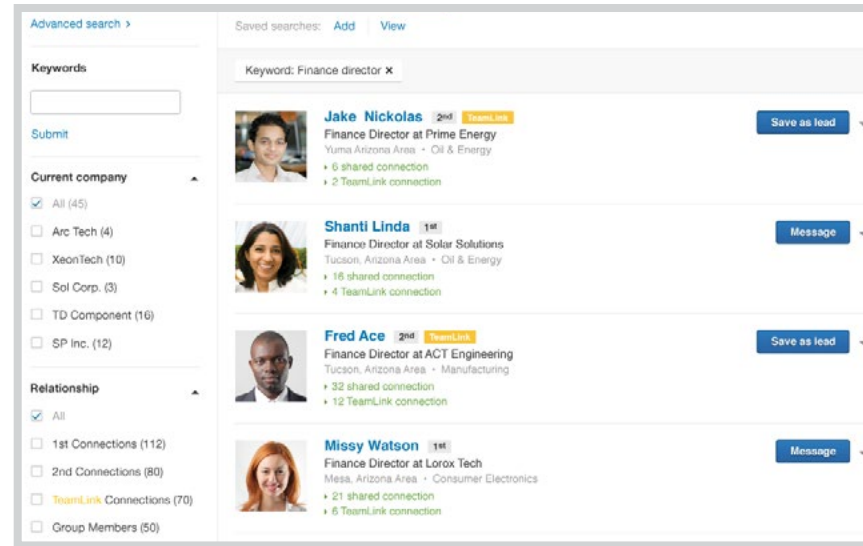 Advanced search >
Keywords
Submit
Current company
All (45)
Arc Tech (4)
XeonTech (10)
Sol Corp. (3)
TD Component (16)
SP Inc. (12)
Relationship
All
1st Connections (112)
2nd Connections (80)
TeamLink Connections (70)
Group Members (50)
Saved searches: Add View
Keyword: Finance director ×
Jake Nickolas 2nd TeamLink
Save as lead
Finance Director at Prime Energy
Yuma Arizona Area • Oil & Energy
6 shared connection
2 TeamLink connection
Shanti Linda 1st
Message
Finance Director at Solar Solutions
Tucson, Arizona Area • Oil & Energy
16 shared connection
4 TeamLink connection
Fred Ace 2nd TeamLink
Save as lead
Finance Director at ACT Engineering
Tucson, Arizona Area • Manufacturing
32 shared connection
12 TeamLink connection
Missy Watson 1st
Message
Finance Director at Lorox Tech
Mesa, Arizona Area • Consumer Electronics
21 shared connection
6 TeamLink connection